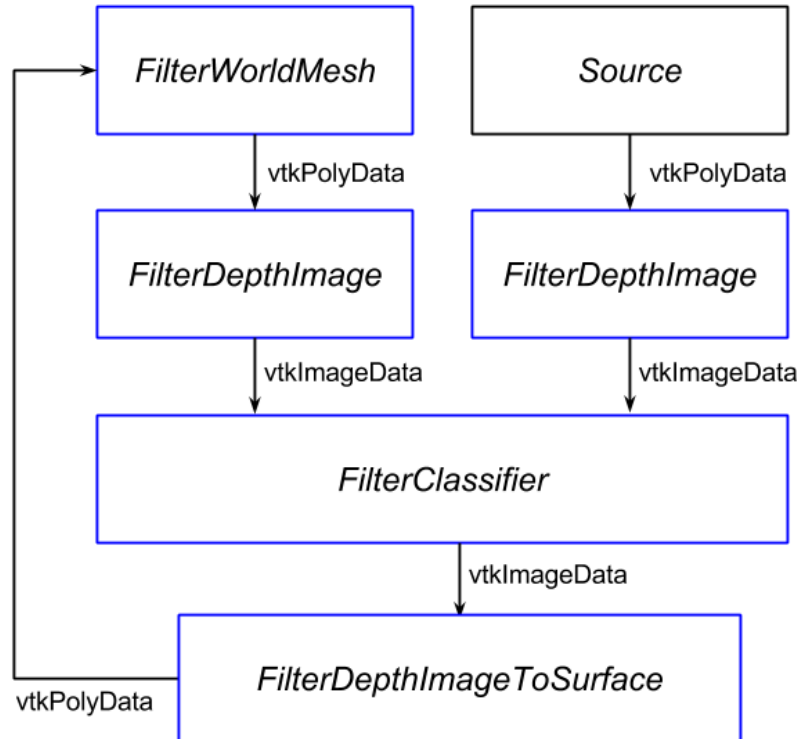 FilterWorldMesh
Source
vtkPolyData
vtkPolyData
FilterDepthImage
FilterDepthImage
vtkImageData
vtkImageData
FilterClassifier
vtkImageData
FilterDepthImageToSurface
vtkPolyData